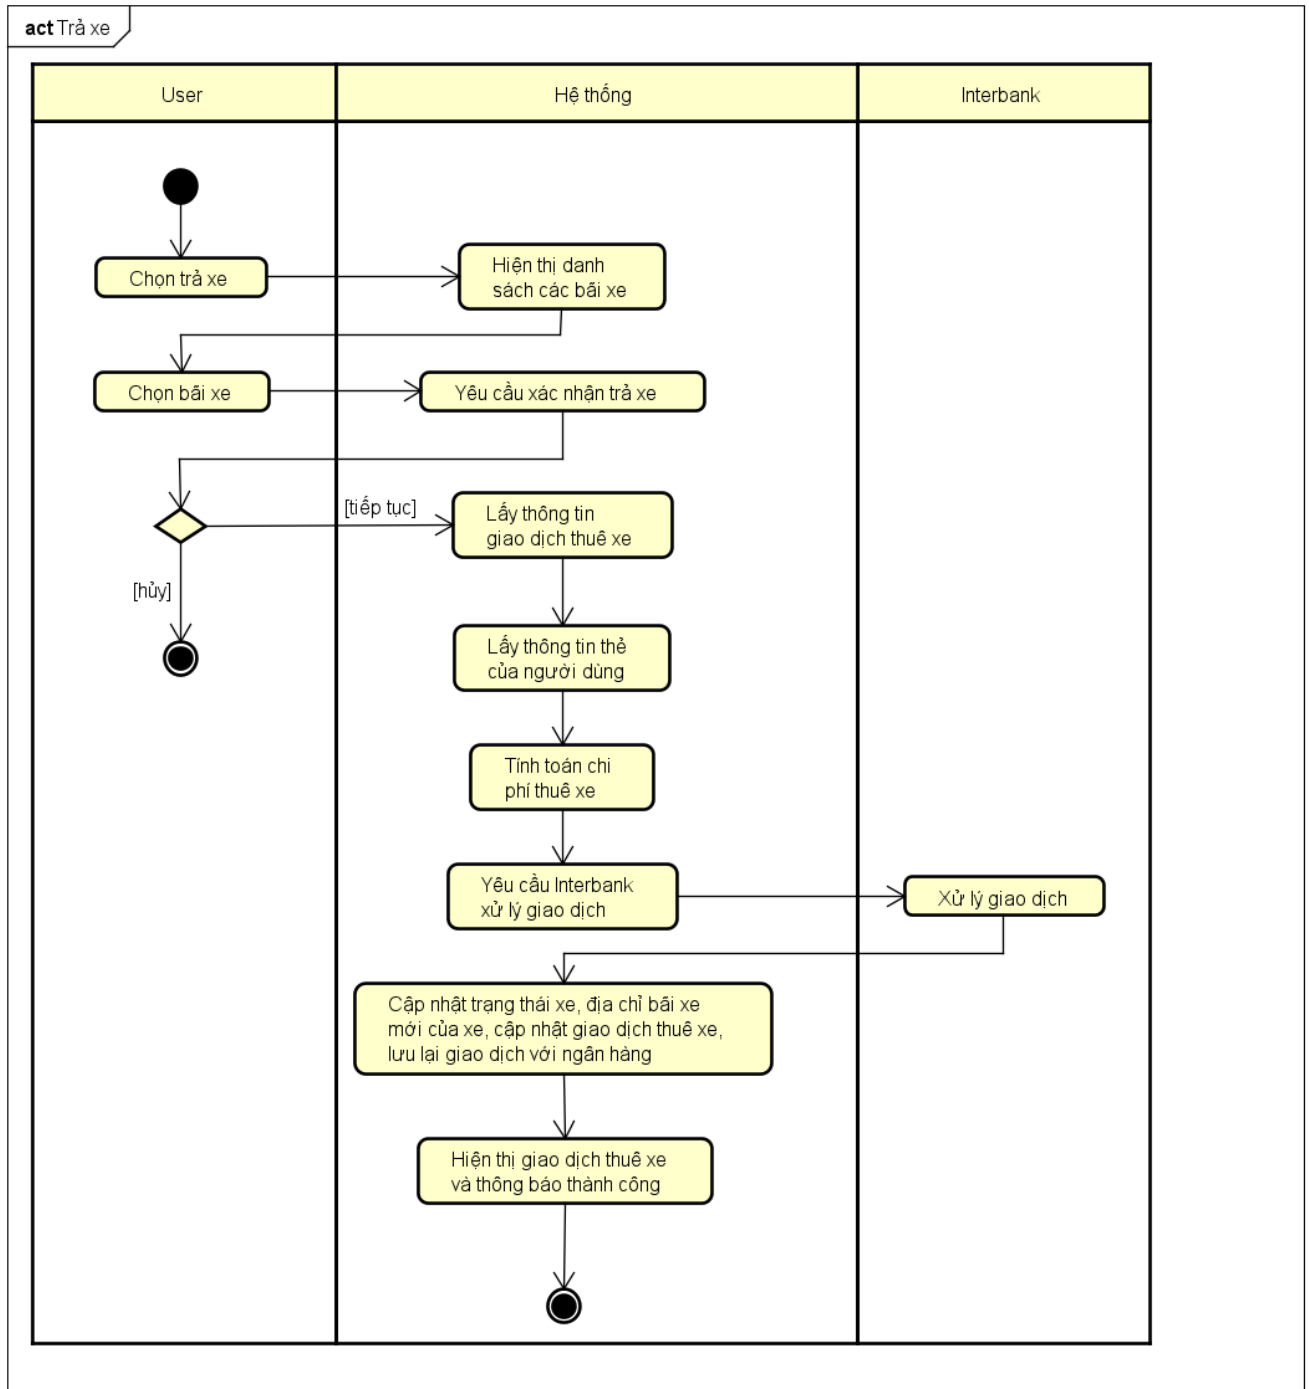 act Trả xe
User
Hệ thống
Interbank
Chọn trả xe
Hiện thị danh
sách các bãi xe
Chọn bãi xe
Yêu cầu xác nhận trả xe
[tiếp tục]
Lấy thông tin
giao dịch thuê xe
[hủy]
Lấy thông tin thẻ
của người dùng
Tính toán chi
phí thuê xe
Yêu cầu Interbank
xử lý giao dịch
Xử lý giao dịch
Cập nhật trạng thái xe, địa chỉ bãi xe
mới của xe, cập nhật giao dịch thuê xe,
lưu lại giao dịch với ngân hàng
Hiện thị giao dịch thuê xe
và thông báo thành công